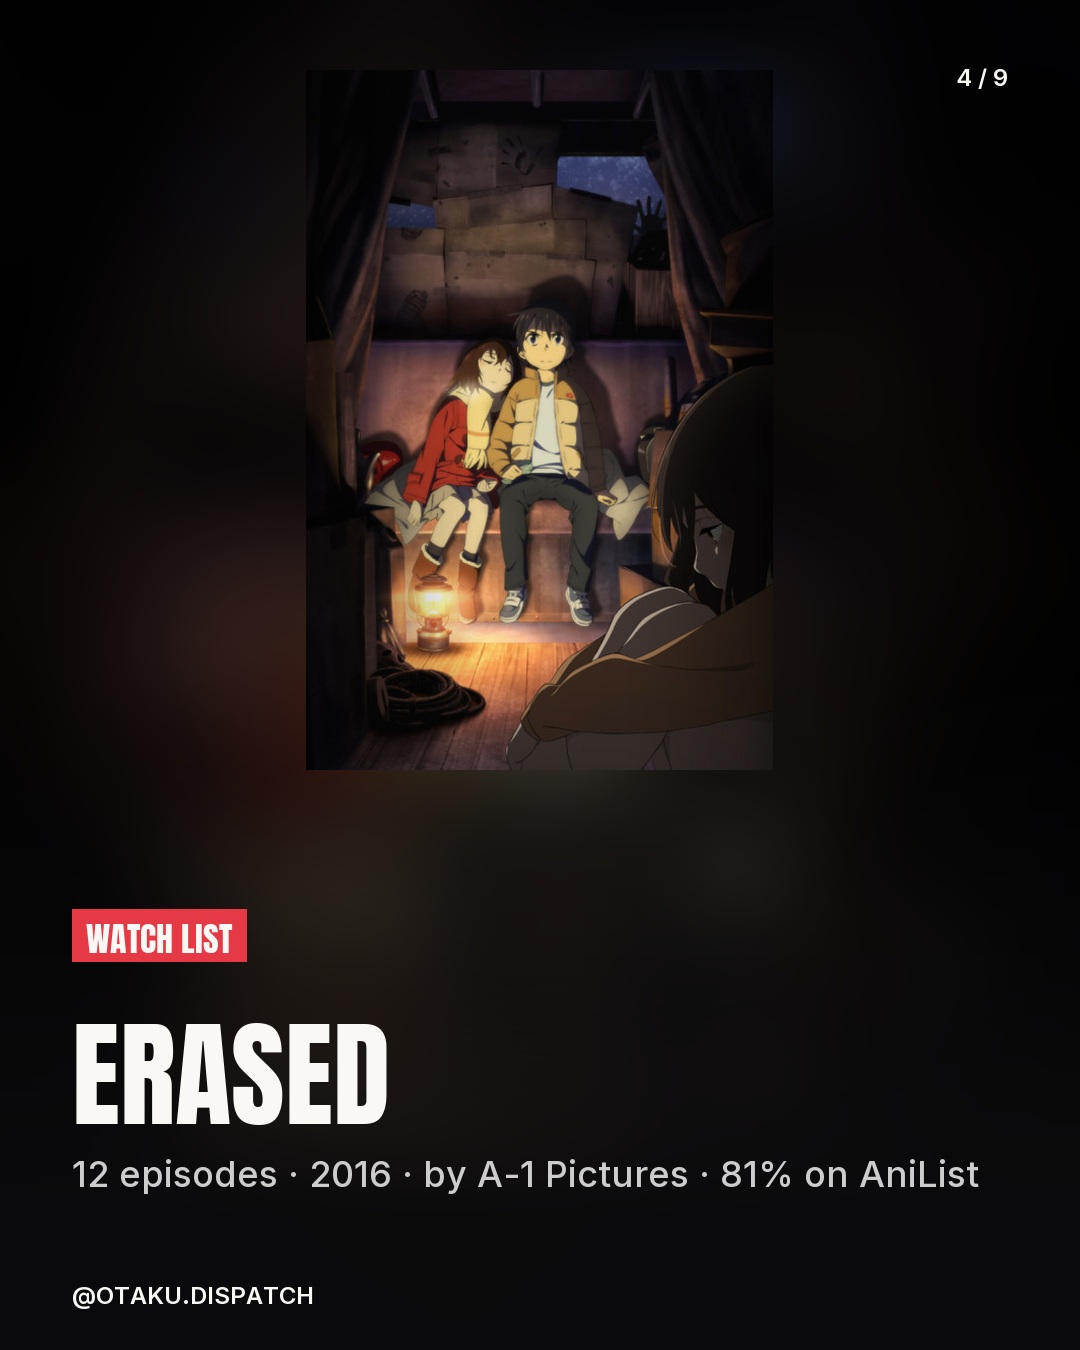 4 / 9
WATCH LIST
ERASED
12 episodes · 2016 · by A-1 Pictures · 81% on AniList
@OTAKU.DISPATCH